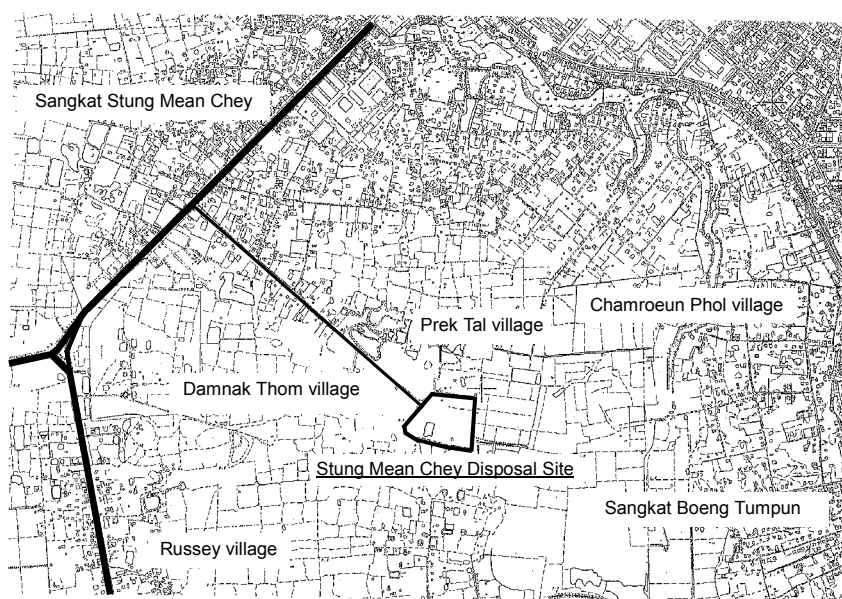 Sangkat Stung Mean Chey
Chamroeun Phol village
Prek Tal village
Damnak Thom village
Stung Mean Chey Disposal Site
Sangkat Boeng Tumpun
Russey village